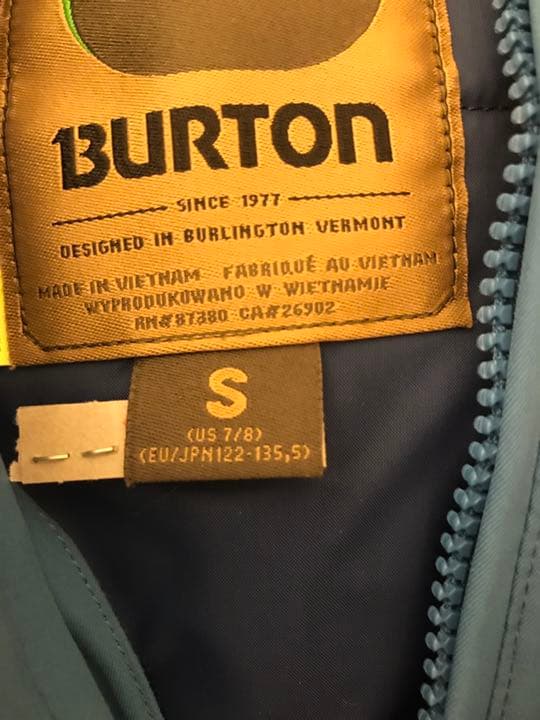 BURTON
SINCE 1977
DESIGNED IN BURLINGTON VERMONT
MADE IN VIETNAM FABRIQUÉ AU VIETNAM
WYPRODUKOWANO W WIETNAMIE
RN#87380 CA#26902
S
(US 7/8)
(EU/JPN122-135,5)